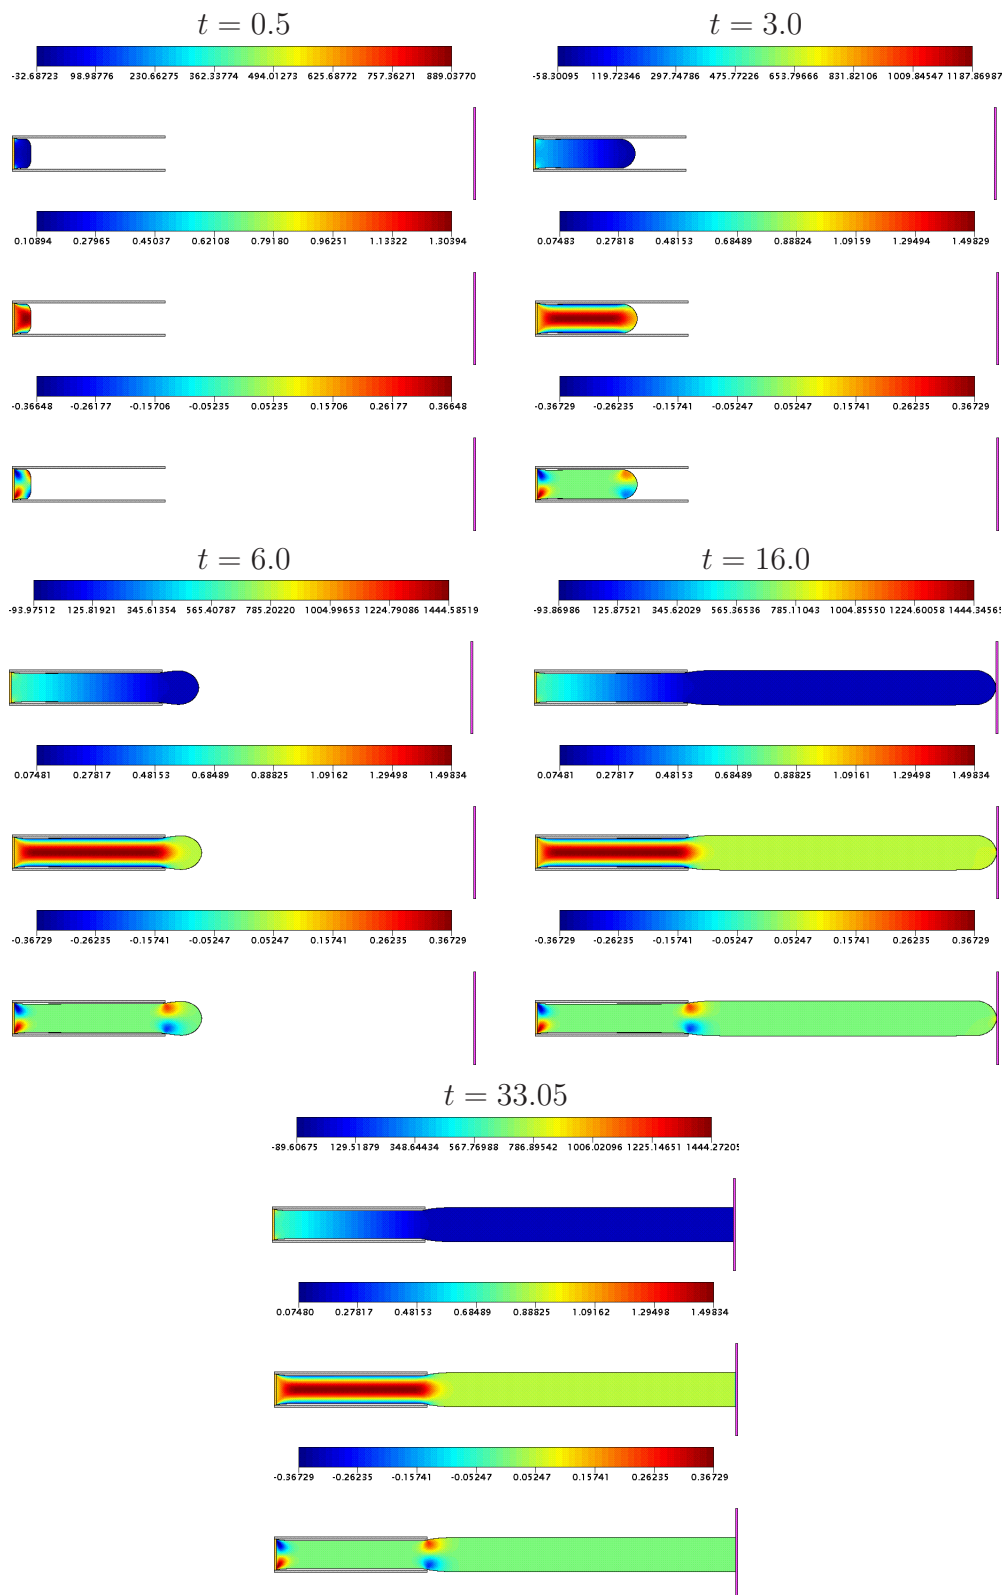 t = 0.5
-32.68723 98.98776 230.66275 362.33774 494.01273 625.68772 757.36271 889.03770
0.10894 0.27965 0.45037 0.62108 0.79180 0.96251 1.13322 1.30394
-0.36648 -0.26177 -0.15706 -0.05235 0.05235 0.15706 0.26177 0.36648
t = 3.0
-58.30095 119.72346 297.74786 475.77226 653.79666 831.82106 1009.84547 1187.86987
0.07483 0.27818 0.48153 0.68489 0.88824 1.09159 1.29494 1.49829
-0.36729 -0.26235 -0.15741 -0.05247 0.05247 0.15741 0.26235 0.36729
t = 6.0
-93.97512 125.81921 345.61354 565.40787 785.20220 1004.99653 1224.79086 1444.58519
0.07481 0.27817 0.48153 0.68489 0.88825 1.09162 1.29498 1.49834
-0.36729 -0.26235 -0.15741 -0.05247 0.05247 0.15741 0.26235 0.36729
t = 16.0
-93.86986 125.87521 345.62029 565.36536 785.11043 1004.85550 1224.60058 1444.34565
0.07481 0.27817 0.48153 0.68489 0.88825 1.09161 1.29498 1.49834
-0.36729 -0.26235 -0.15741 -0.05247 0.05247 0.15741 0.26235 0.36729
t = 33.05
-89.60675 129.51879 348.64434 567.76988 786.89542 1006.02096 1225.14651 1444.27205
0.07480 0.27817 0.48153 0.68489 0.88825 1.09162 1.29498 1.49834
-0.36729 -0.26235 -0.15741 -0.05247 0.05247 0.15741 0.26235 0.36729